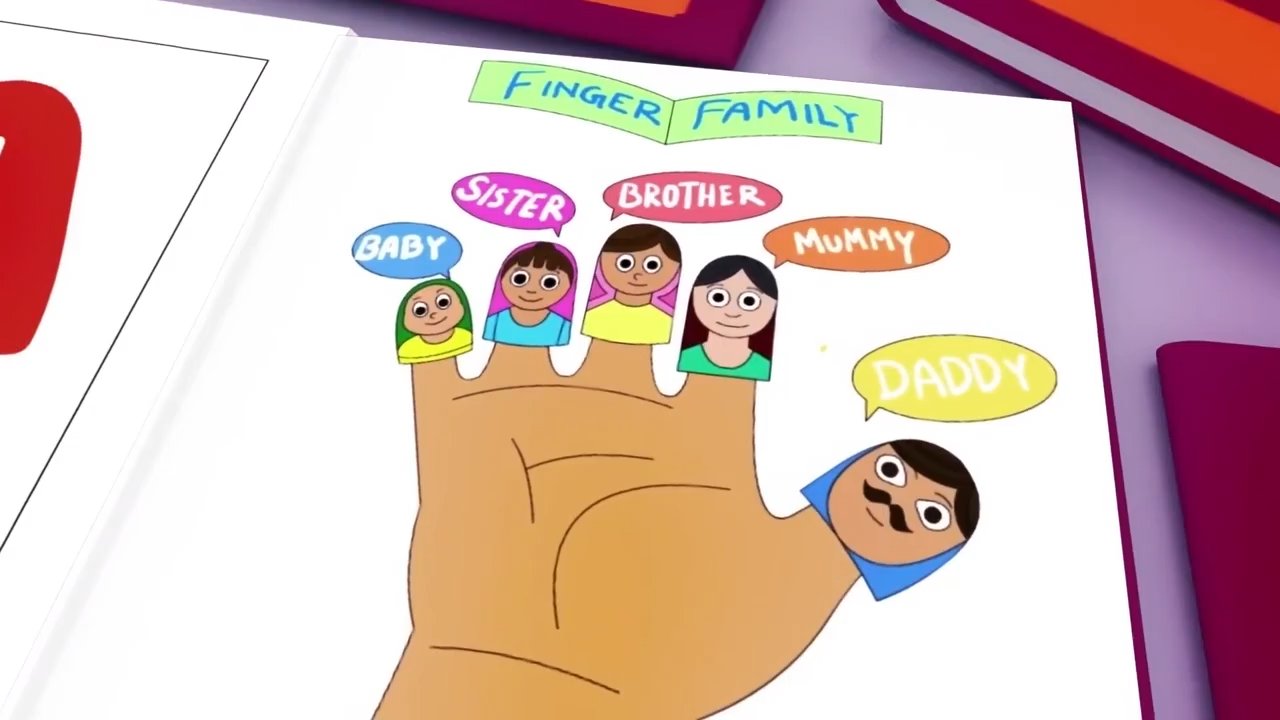 FINGER FAMILY
BABY
SISTER
BROTHER
MUMMY
DADDY